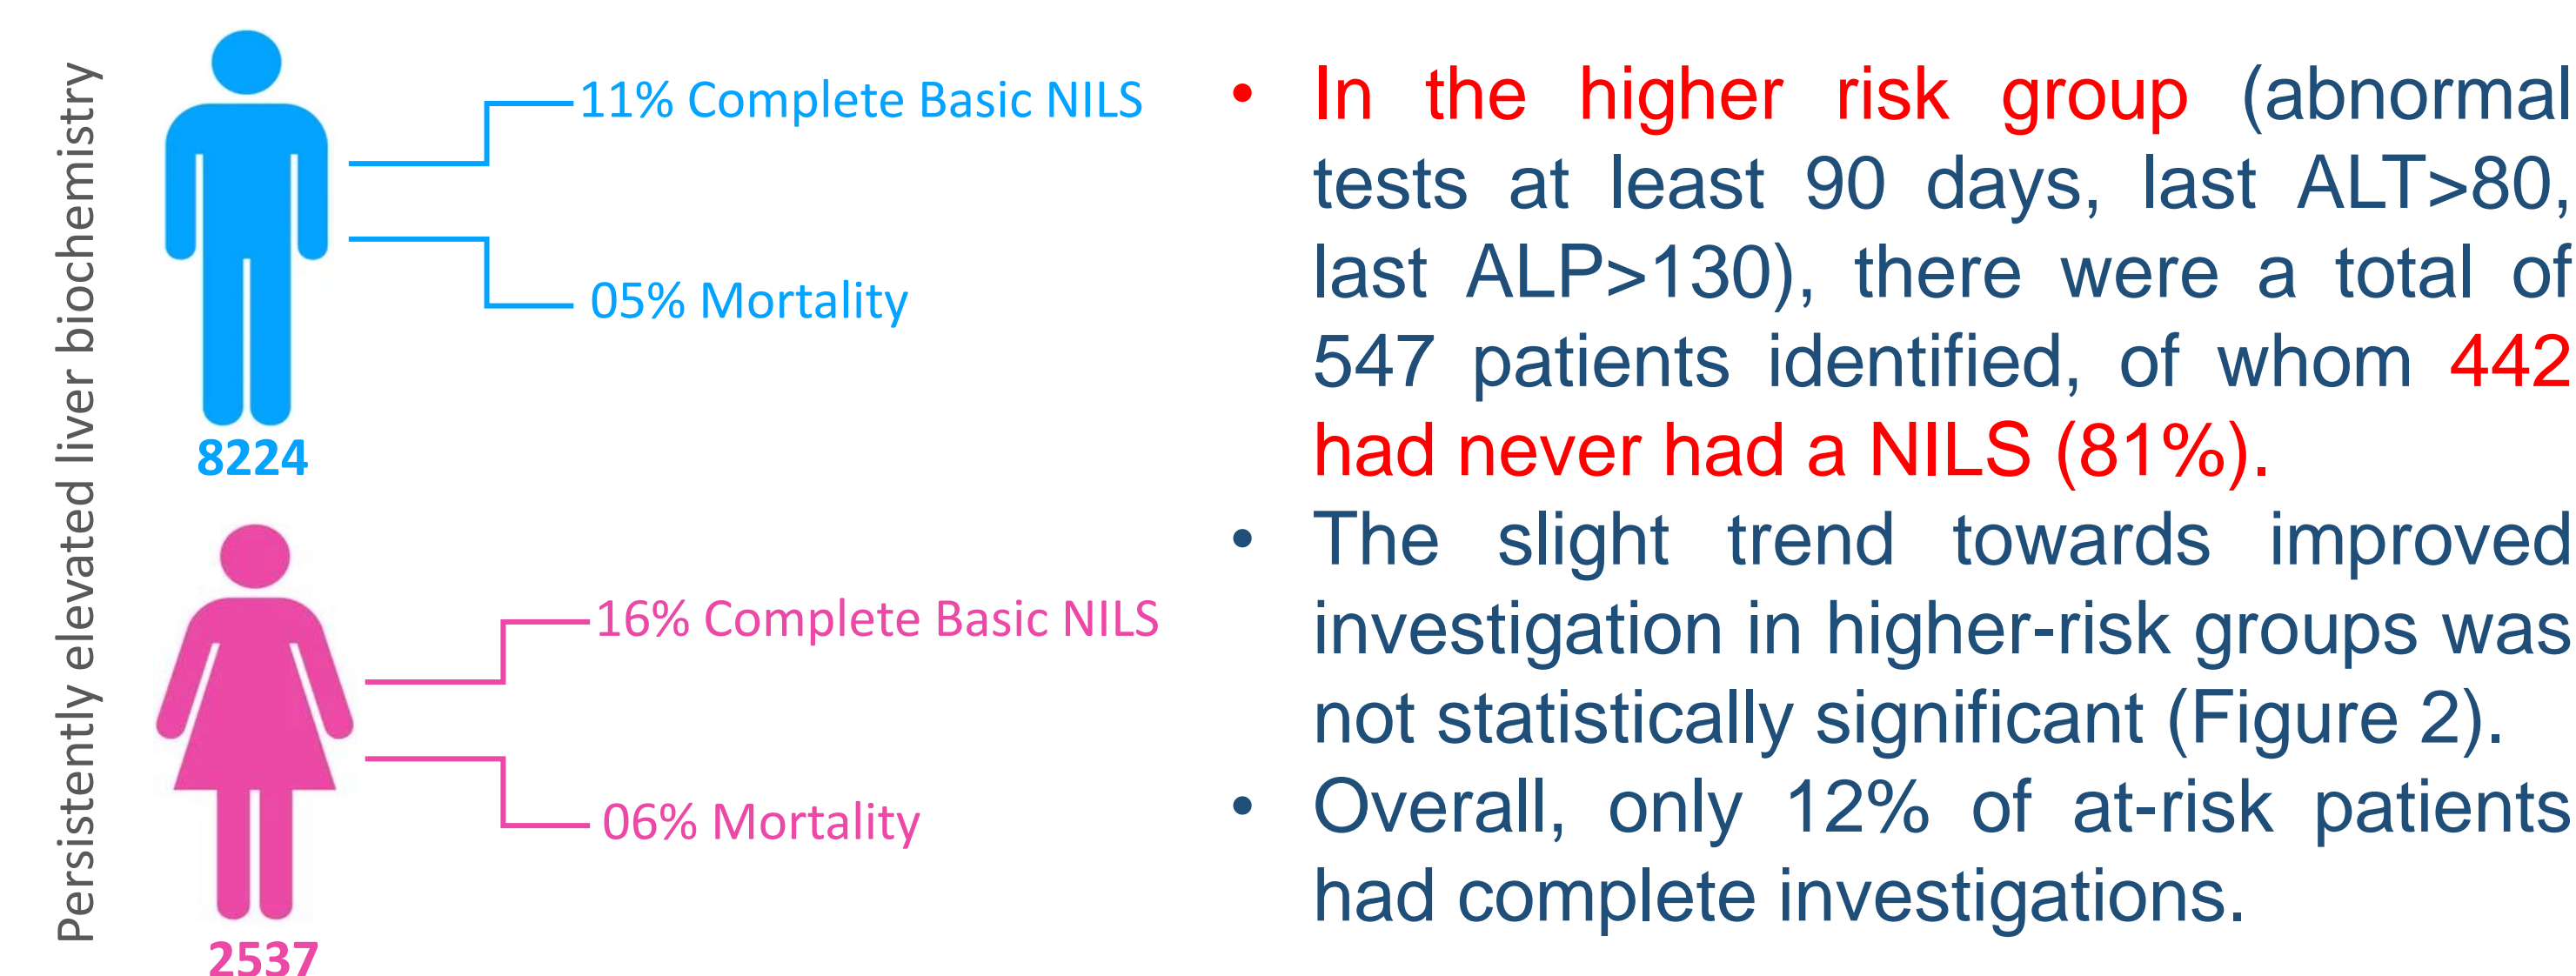 Persistently elevated liver biochemistry
11% Complete Basic NILS
05% Mortality
8224
16% Complete Basic NILS
06% Mortality
2537
• In the higher risk group (abnormal
tests at least 90 days, last ALT>80,
last ALP>130), there were a total of
547 patients identified, of whom 442
had never had a NILS (81%).
• The slight trend towards improved
investigation in higher-risk groups was
not statistically significant (Figure 2).
• Overall, only 12% of at-risk patients
had complete investigations.